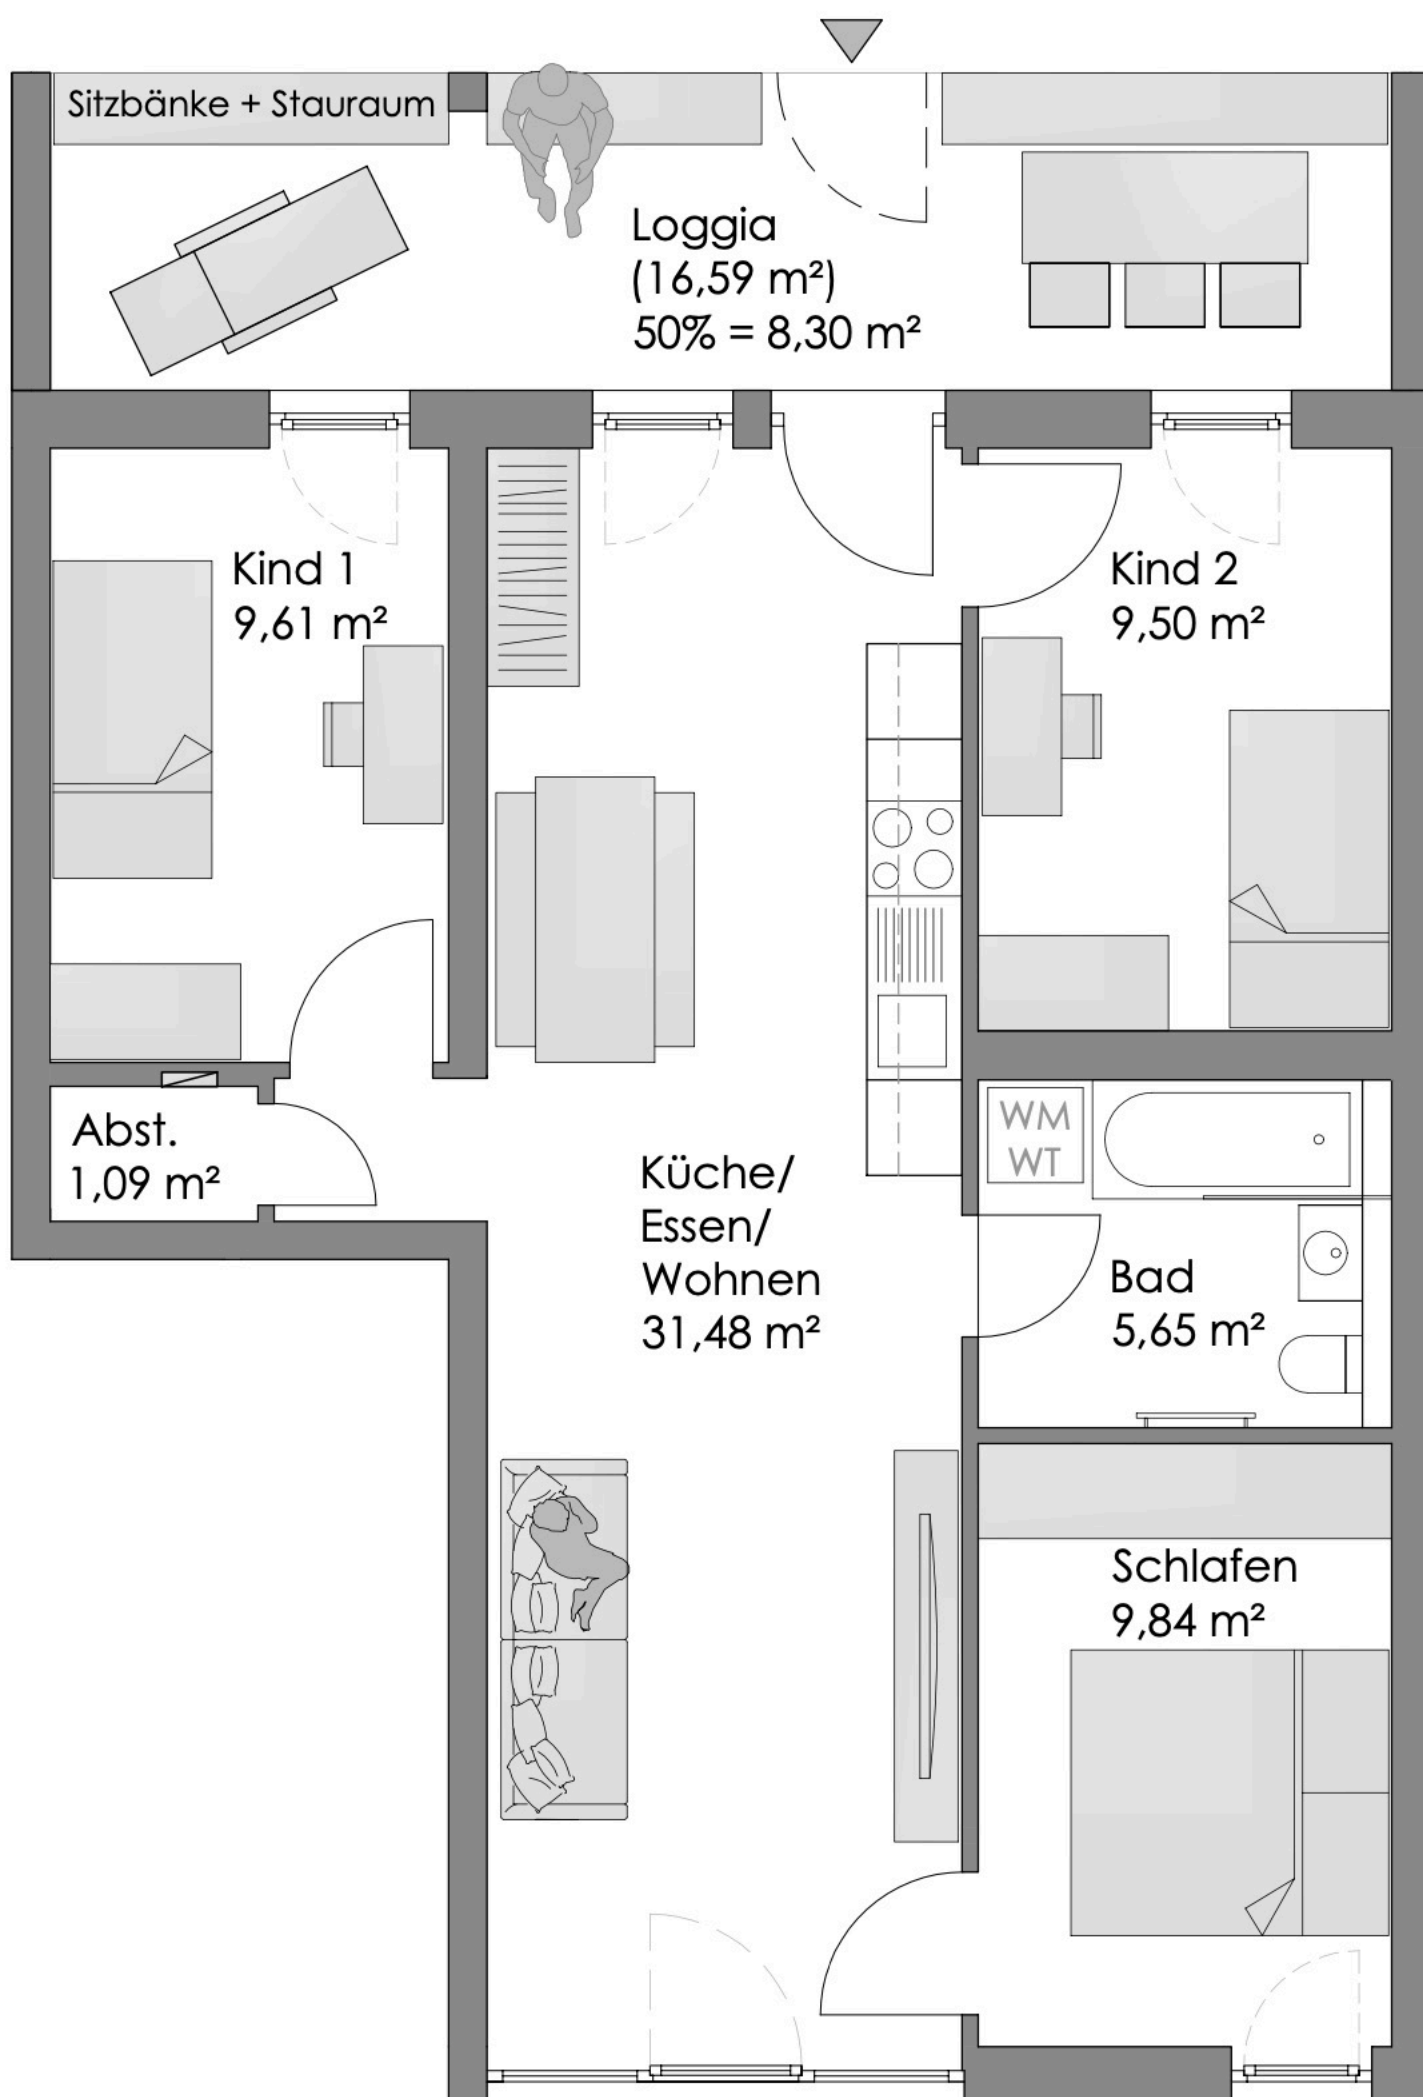 Sitzbänke + Stauraum
Loggia
(16,59 m²)
50% = 8,30 m²
Kind 1
9,61 m²
Kind 2
9,50 m²
Abst.
1,09 m²
Küche/
Essen/
Wohnen
31,48 m²
WM
WT
Bad
5,65 m²
Schlafen
9,84 m²